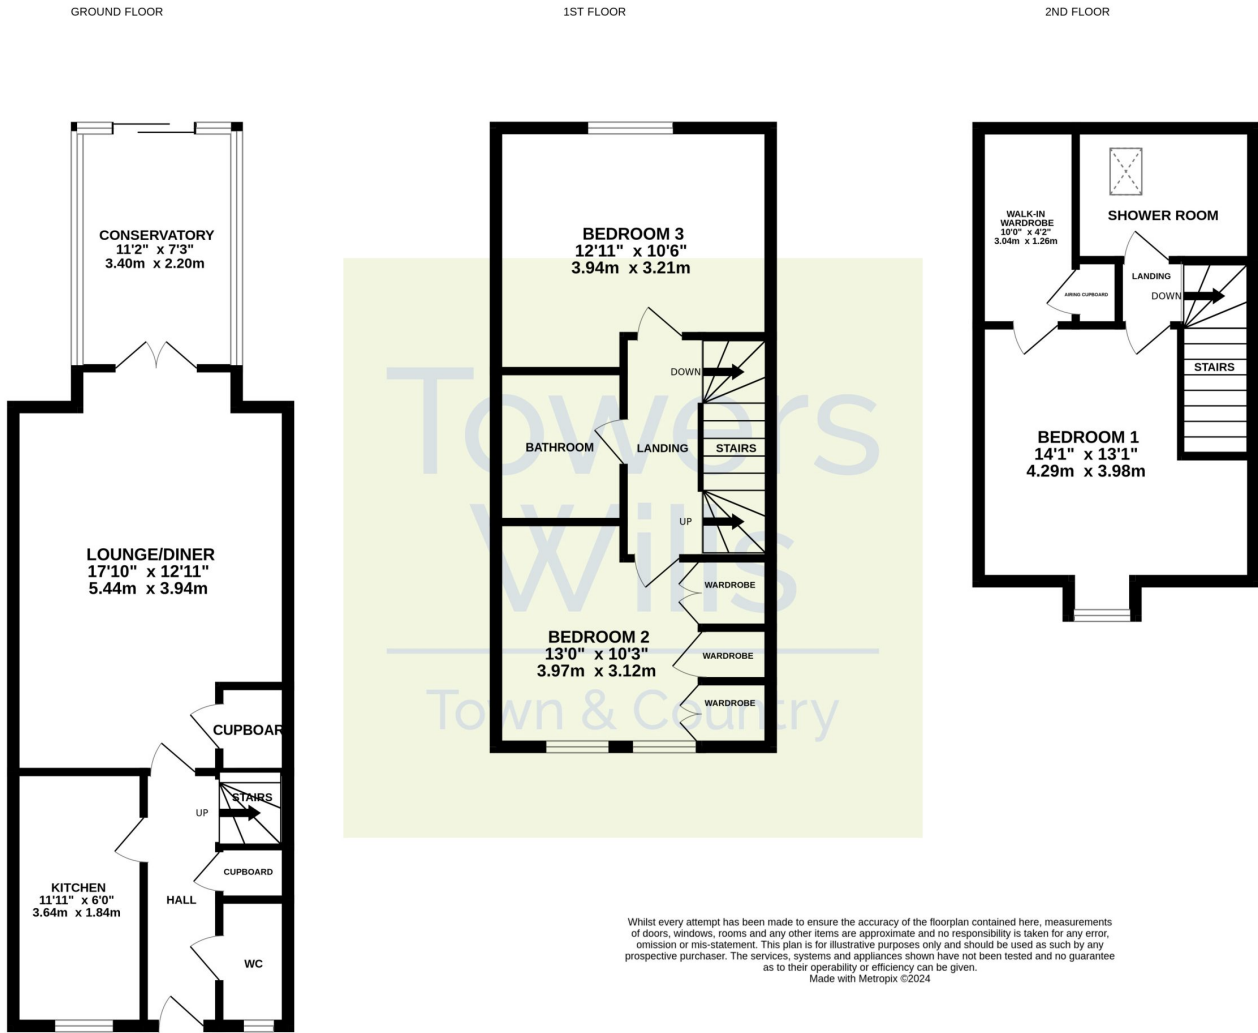 GROUND FLOOR
1ST FLOOR
2ND FLOOR
CONSERVATORY
11'2" x 7'3"
3.40m x 2.20m
LOUNGE/DINER
17'10" x 12'11"
5.44m x 3.94m
CUPBOAR
STAIRS
UP
CUPBOARD
KITCHEN
11'11" x 6'0"
3.64m x 1.84m
HALL
WC
BEDROOM 3
12'11" x 10'6"
3.94m x 3.21m
DOWN
BATHROOM
LANDING
STAIRS
UP
WARDROBE
BEDROOM 2
13'0" x 10'3"
3.97m x 3.12m
WARDROBE
WARDROBE
Towers
Wills
Town & Country
WALK-IN
WARDROBE
10'0" x 4'2"
3.04m x 1.26m
SHOWER ROOM
LANDING
AIRING CUPBOARD
DOWN
STAIRS
BEDROOM 1
14'1" x 13'1"
4.29m x 3.98m
Whilst every attempt has been made to ensure the accuracy of the floorplan contained here, measurements
of doors, windows, rooms and any other items are approximate and no responsibility is taken for any error,
omission or mis-statement. This plan is for illustrative purposes only and should be used as such by any
prospective purchaser. The services, systems and appliances shown have not been tested and no guarantee
as to their operability or efficiency can be given.
Made with Metropix ©2024